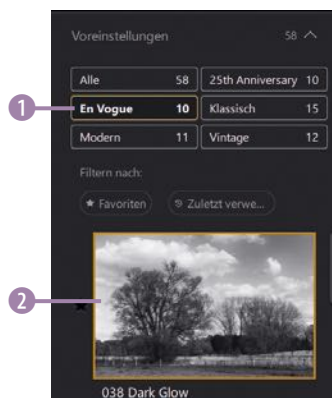 Voreinstellungen 58
Alle 58 25th Anniversary 10
1 En Vogue 10 Klassisch 15
Modern 11 Vintage 12
Filtern nach:
Favoriten Zuletzt verwe...
2
038 Dark Glow